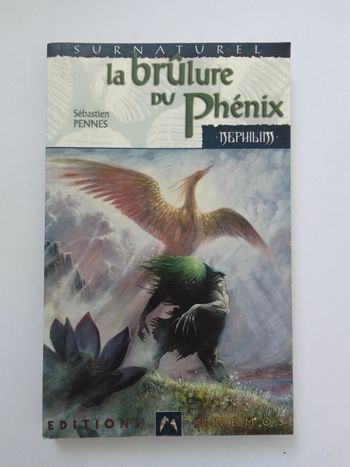 SURNATUREL
la brûlure
DU Phénix
Sébastien
PENNES
NEPHILIM
EDITIONS MNEMOS